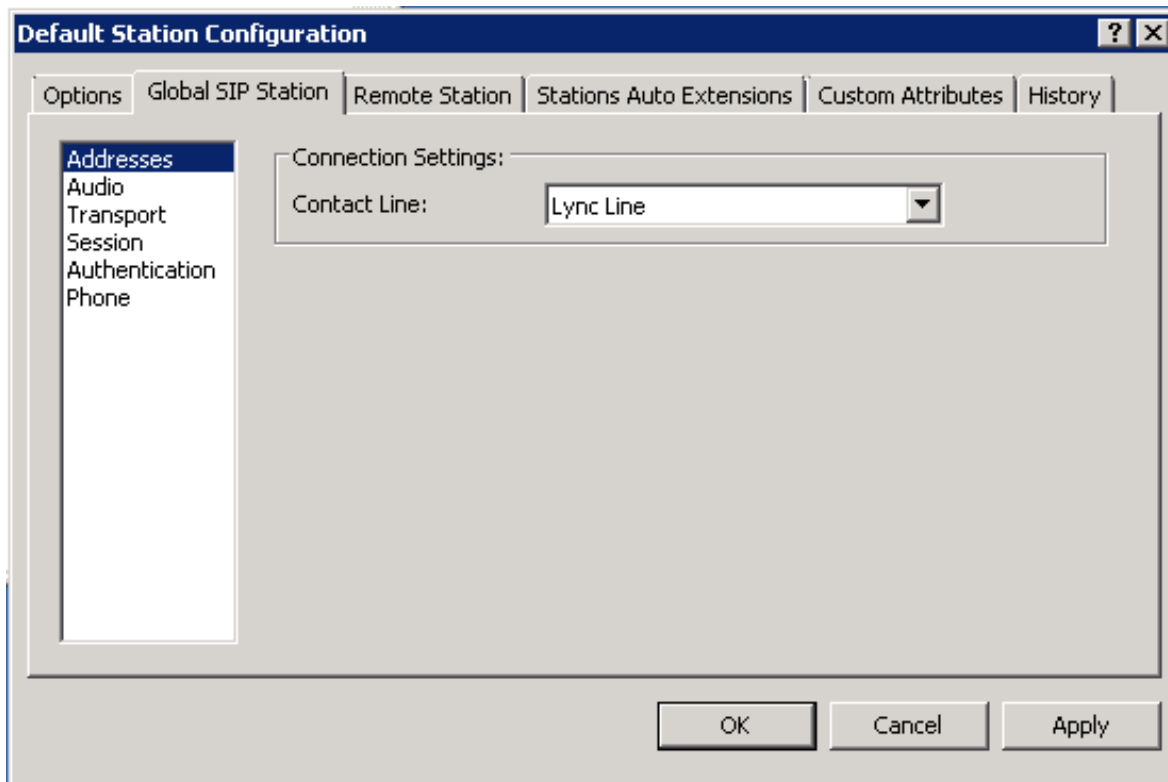 Default Station Configuration
Options Global SIP Station Remote Station Stations Auto Extensions Custom Attributes History
Addresses
Audio
Transport
Session
Authentication
Phone
Connection Settings:
Contact Line: Lync Line
OK Cancel Apply